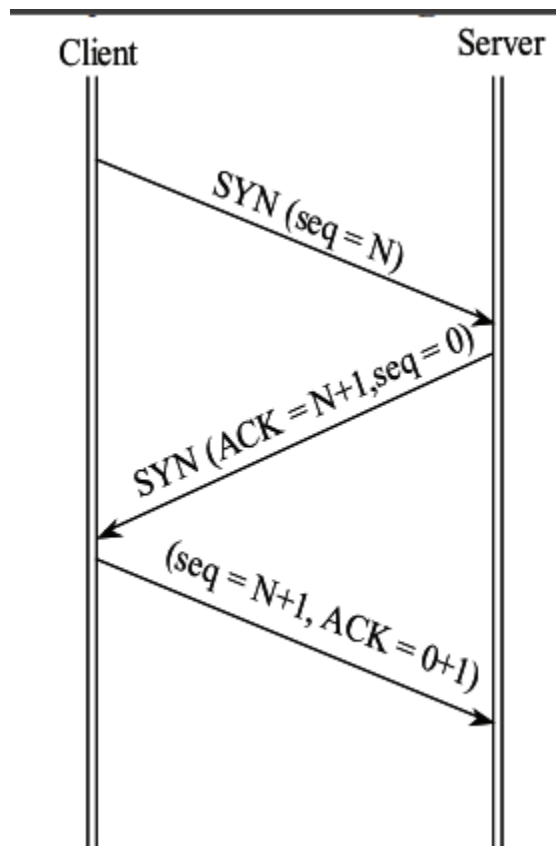 Client
Server
SYN (seq = N)
SYN (ACK = N+1,seq = 0)
(seq = N+1, ACK = 0+1)